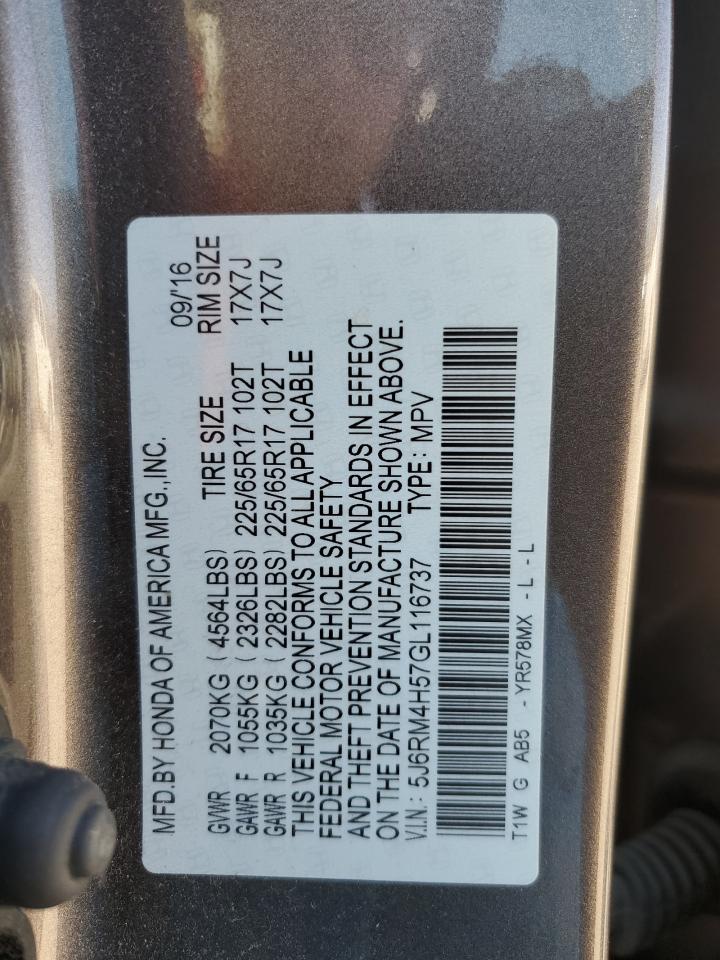 MFD.BY HONDA OF AMERICA MFG.,INC. 09/'16
TIRE SIZE RIM SIZE
GVWR 2070KG ( 4564LBS)
GAWR F 1055KG ( 2326LBS) 225/65R17 102T 17X7J
GAWR R 1035KG ( 2282LBS) 225/65R17 102T 17X7J
THIS VEHICLE CONFORMS TO ALL APPLICABLE
FEDERAL MOTOR VEHICLE SAFETY
AND THEFT PREVENTION STANDARDS IN EFFECT
ON THE DATE OF MANUFACTURE SHOWN ABOVE.
V.I.N.: 5J6RM4H57GL116737 TYPE: MPV
T1W G AB5 - YR578MX - L - L